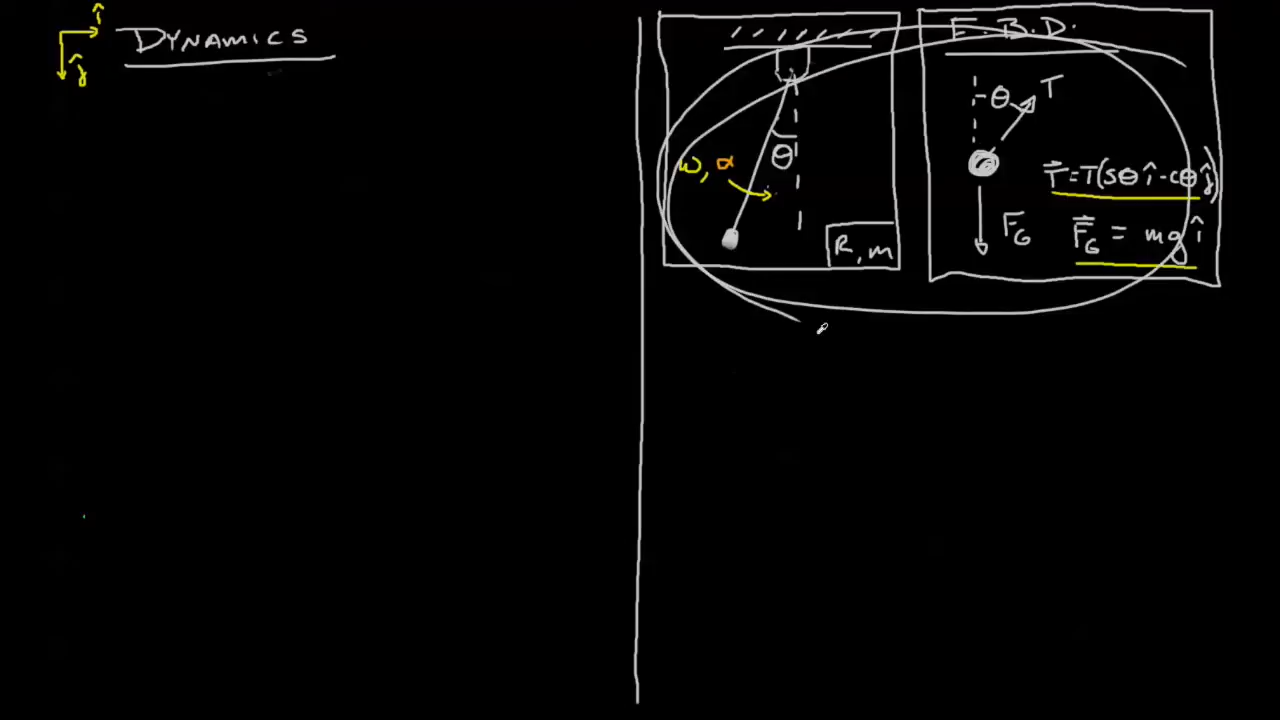 î
ĵ
DYNAMICS
θ
ω, α
R, m
F. B. D.
θ
T
T⃗ = T(sθ î - cθ ĵ)
F_G
F⃗_G = mg î